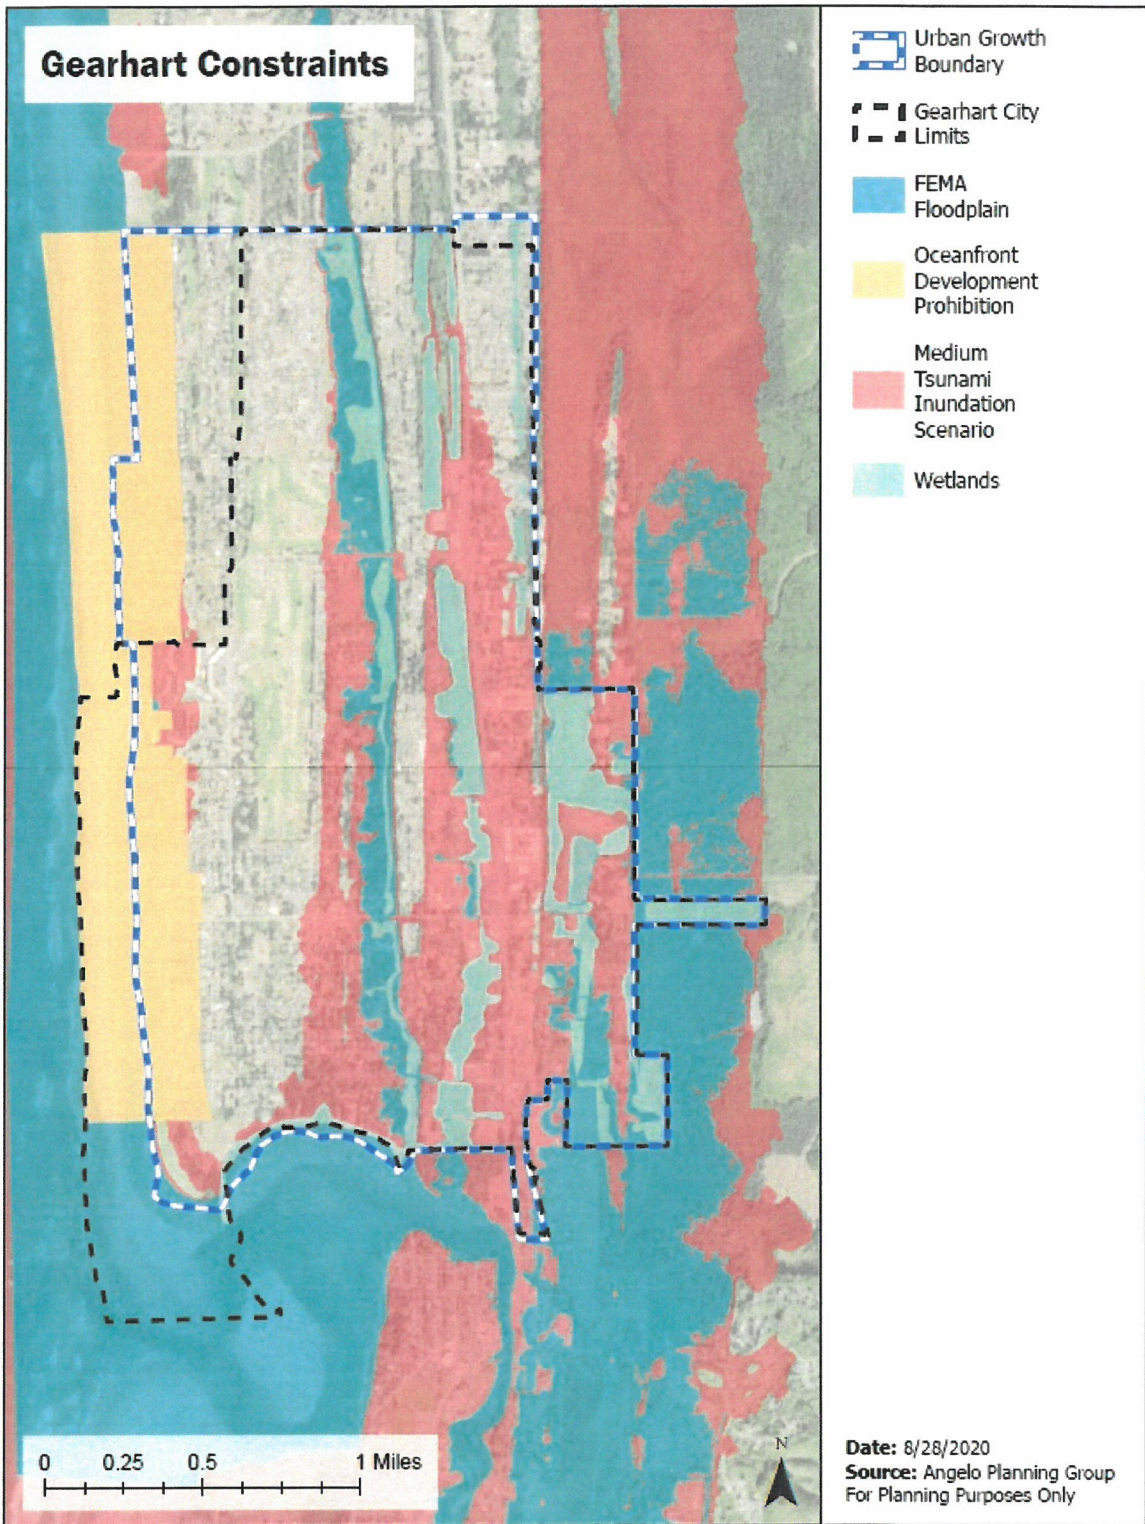 Gearhart Constraints
Urban Growth
Boundary
Gearhart City
Limits
FEMA
Floodplain
Oceanfront
Development
Prohibition
Medium
Tsunami
Inundation
Scenario
Wetlands
0 0.25 0.5 1 Miles
N
Date: 8/28/2020
Source: Angelo Planning Group
For Planning Purposes Only